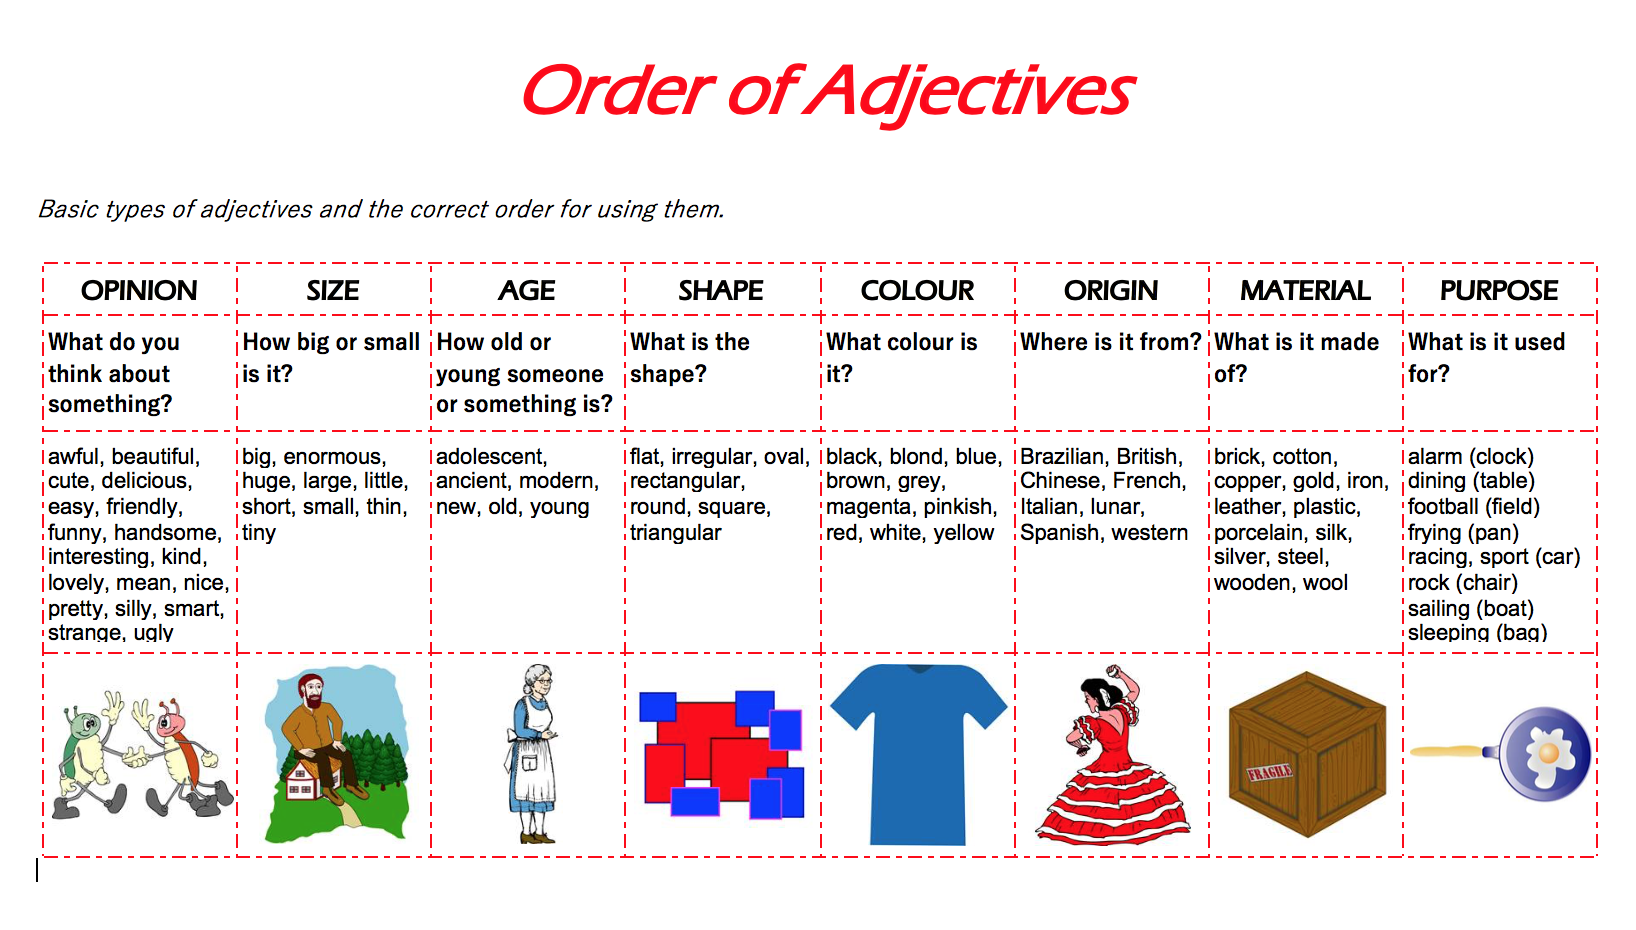 Order of Adjectives
Basic types of adjectives and the correct order for using them.
OPINION
SIZE
AGE
SHAPE
COLOUR
ORIGIN
MATERIAL
PURPOSE
What do you
think about
something?
How big or small
is it?
How old or
young someone
or something is?
What is the
shape?
What colour is
it?
Where is it from?
What is it made
of?
What is it used
for?
awful, beautiful,
cute, delicious,
easy, friendly,
funny, handsome,
interesting, kind,
lovely, mean, nice,
pretty, silly, smart,
strange, ugly
big, enormous,
huge, large, little,
short, small, thin,
tiny
adolescent,
ancient, modern,
new, old, young
flat, irregular, oval,
rectangular,
round, square,
triangular
black, blond, blue,
brown, grey,
magenta, pinkish,
red, white, yellow
Brazilian, British,
Chinese, French,
Italian, lunar,
Spanish, western
brick, cotton,
copper, gold, iron,
leather, plastic,
porcelain, silk,
silver, steel,
wooden, wool
alarm (clock)
dining (table)
football (field)
frying (pan)
racing, sport (car)
rock (chair)
sailing (boat)
sleeping (bag)
FRAGILE